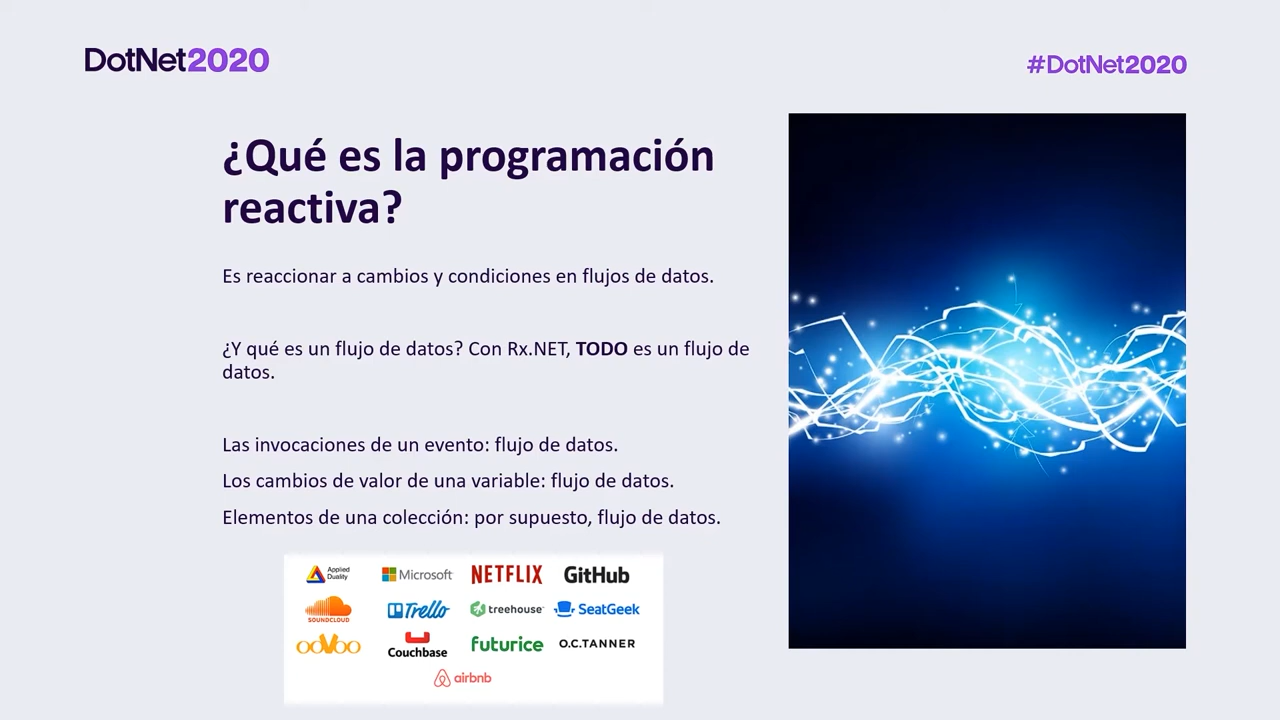 DotNet2020
#DotNet2020
¿Qué es la programación
reactiva?
Es reaccionar a cambios y condiciones en flujos de datos.
¿Y qué es un flujo de datos? Con Rx.NET, TODO es un flujo de
datos.
Las invocaciones de un evento: flujo de datos.
Los cambios de valor de una variable: flujo de datos.
Elementos de una colección: por supuesto, flujo de datos.
Applied
Duality
Microsoft
NETFLIX
GitHub
SOUNDCLOUD
Trello
treehouse
SeatGeek
ooVoo
Couchbase
futurice
O.C.TANNER
airbnb